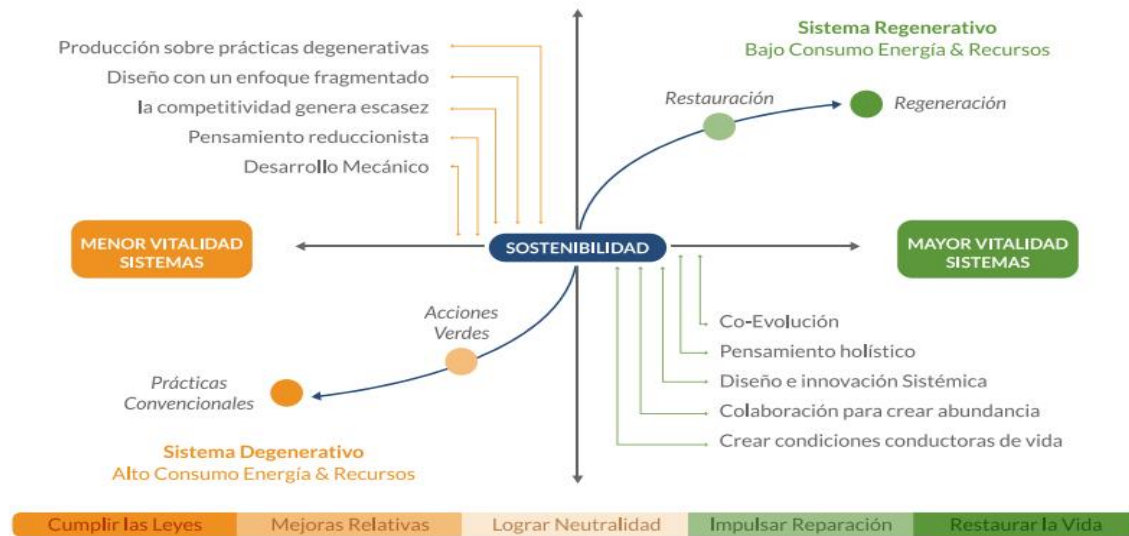 Producción sobre prácticas degenerativas
Diseño con un enfoque fragmentado
la competitividad genera escasez
Pensamiento reduccionista
Desarrollo Mecánico
Sistema Regenerativo
Bajo Consumo Energía & Recursos
Restauración
Regeneración
MENOR VITALIDAD
SISTEMAS
SOSTENIBILIDAD
MAYOR VITALIDAD
SISTEMAS
Acciones
Verdes
Prácticas
Convencionales
Sistema Degenerativo
Alto Consumo Energía & Recursos
Co-Evolución
Pensamiento holístico
Diseño e innovación Sistémica
Colaboración para crear abundancia
Crear condiciones conductoras de vida
Cumplir las Leyes
Mejoras Relativas
Lograr Neutralidad
Impulsar Reparación
Restaurar la Vida